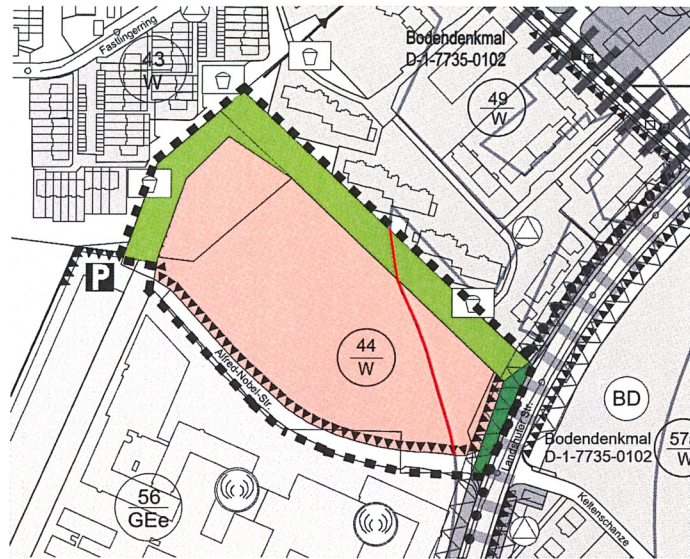 Fastlingerring
43
W
Bodendenkmal
D-1-7735-0102
49
W
P
44
W
Alfred-Nobel-Str.
Landshuter Str.
BD
Bodendenkmal
D-1-7735-0102
57
W
56
GEe
Keltenschanze